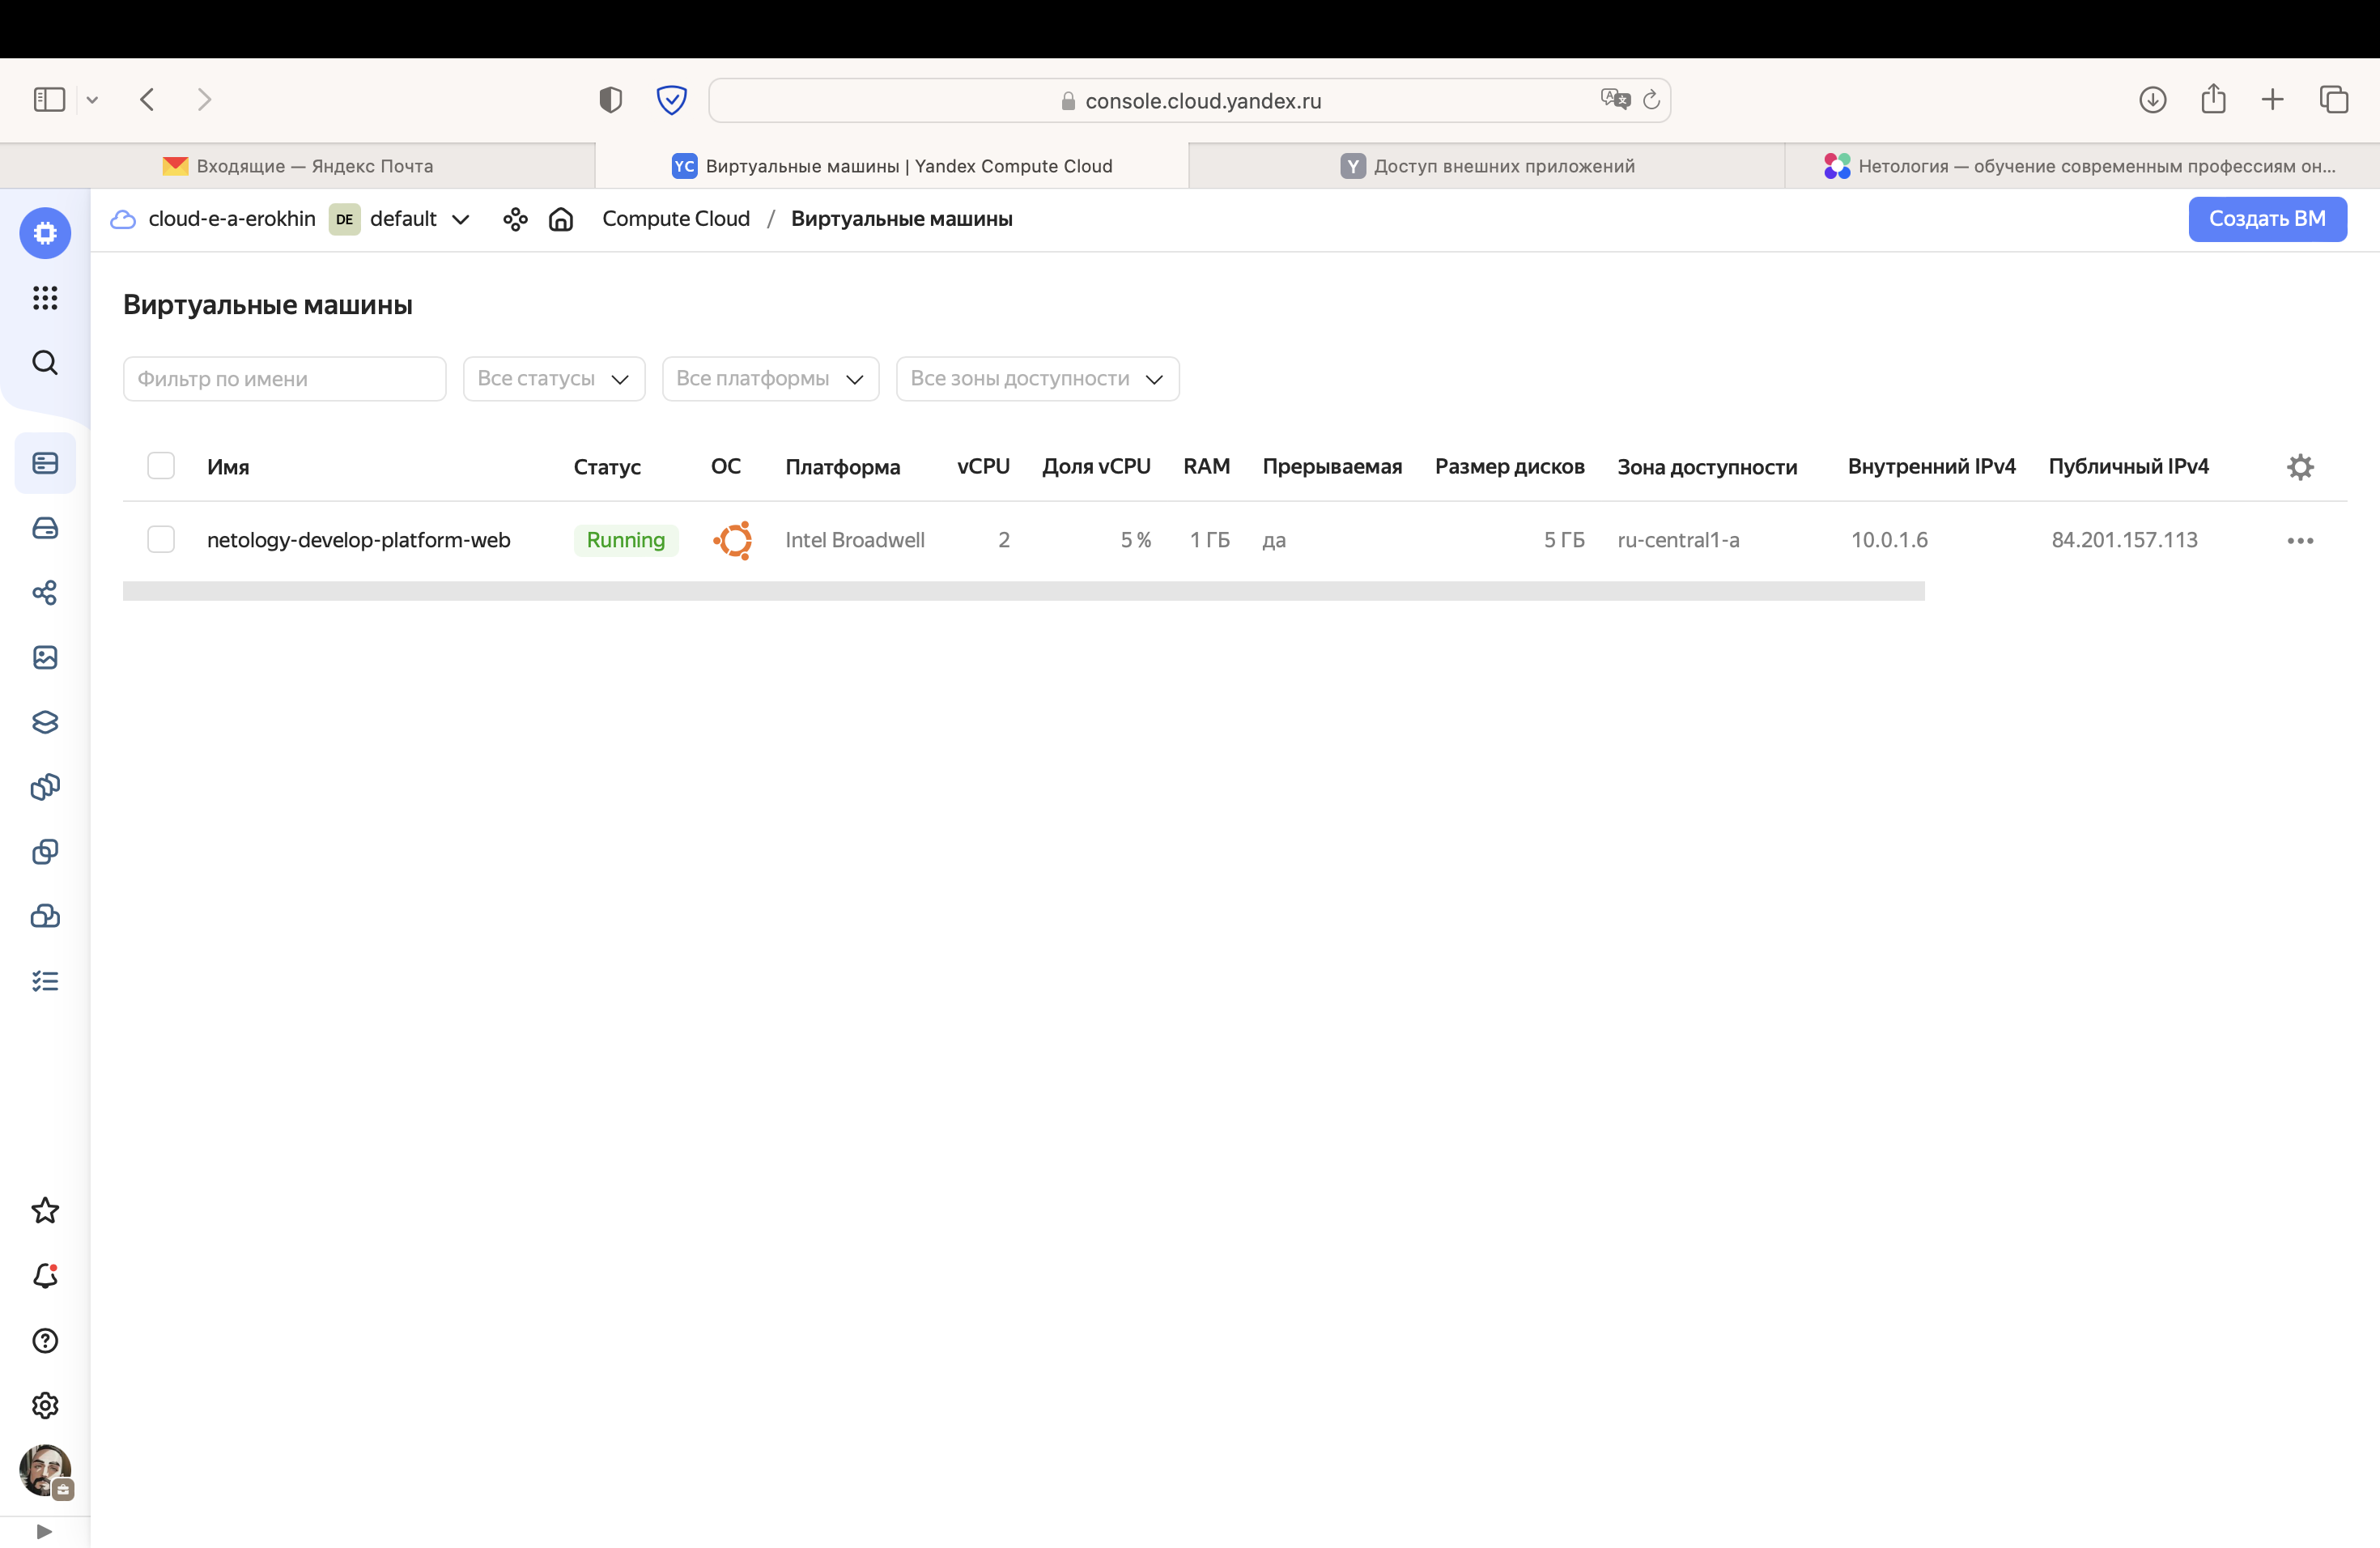 console.cloud.yandex.ru
Входящие — Яндекс Почта
YC Виртуальные машины | Yandex Compute Cloud
Y Доступ внешних приложений
Нетология — обучение современным профессиям он...
cloud-e-a-erokhin DE default Compute Cloud / Виртуальные машины Создать ВМ
Виртуальные машины
Фильтр по имени Все статусы Все платформы Все зоны доступности
Имя Статус ОС Платформа vCPU Доля vCPU RAM Прерываемая Размер дисков Зона доступности Внутренний IPv4 Публичный IPv4
netology-develop-platform-web Running Intel Broadwell 2 5 % 1 ГБ да 5 ГБ ru-central1-a 10.0.1.6 84.201.157.113